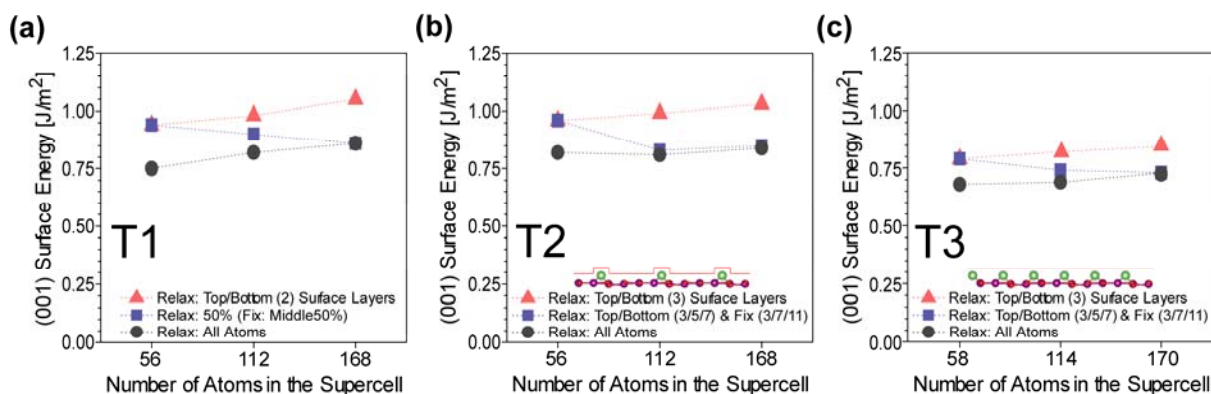 (a)
(001) Surface Energy [J/m²]
1.25
1.00
0.75
0.50
0.25
0.00
T1
Relax: Top/Bottom (2) Surface Layers
Relax: 50% (Fix: Middle50%)
Relax: All Atoms
56 112 168
Number of Atoms in the Supercell
(b)
(001) Surface Energy [J/m²]
1.25
1.00
0.75
0.50
0.25
0.00
T2
Relax: Top/Bottom (3) Surface Layers
Relax: Top/Bottom (3/5/7) & Fix (3/7/11)
Relax: All Atoms
56 112 168
Number of Atoms in the Supercell
(c)
(001) Surface Energy [J/m²]
1.25
1.00
0.75
0.50
0.25
0.00
T3
Relax: Top/Bottom (3) Surface Layers
Relax: Top/Bottom (3/5/7) & Fix (3/7/11)
Relax: All Atoms
58 114 170
Number of Atoms in the Supercell